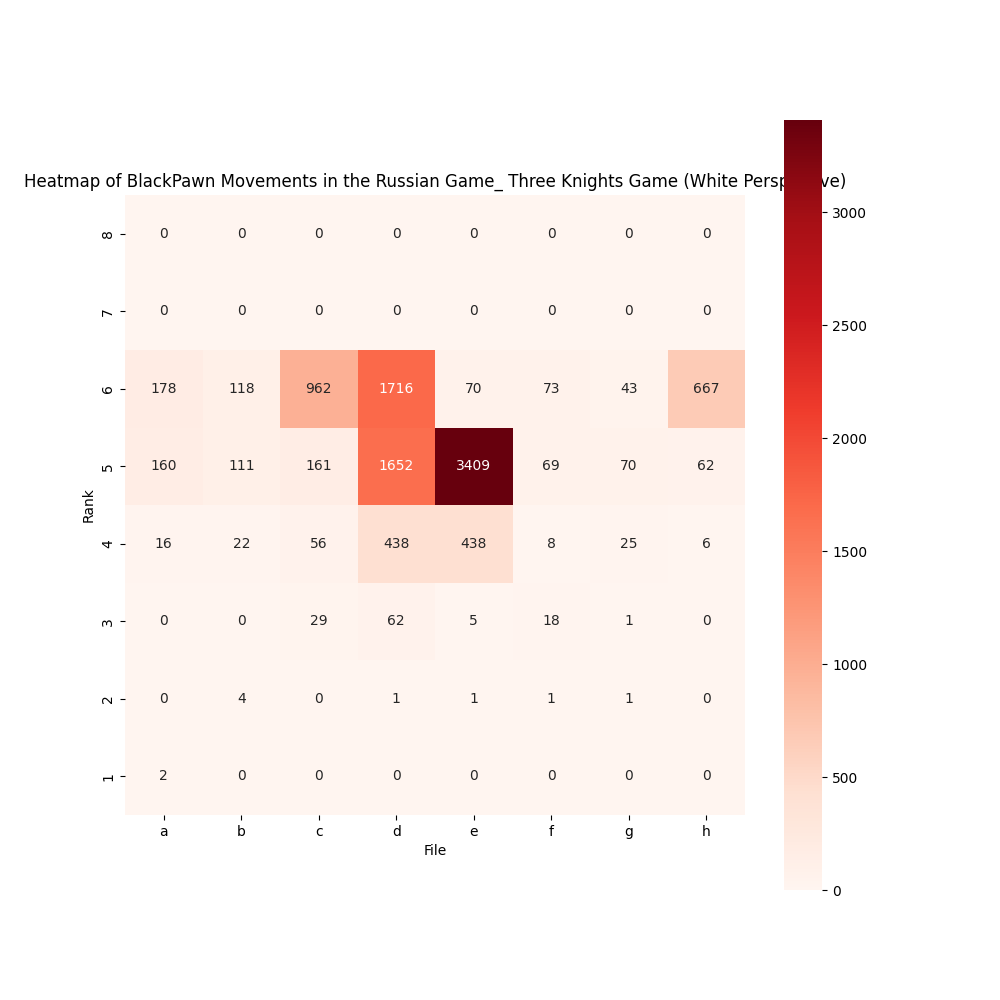 Heatmap of BlackPawn Movements in the Russian Game_ Three Knights Game (White Perspective)
8 0 0 0 0 0 0 0 0
7 0 0 0 0 0 0 0 0
6 178 118 962 1716 70 73 43 667
5 160 111 161 1652 3409 69 70 62
4 16 22 56 438 438 8 25 6
3 0 0 29 62 5 18 1 0
2 0 4 0 1 1 1 1 0
1 2 0 0 0 0 0 0 0
a b c d e f g h
File
Rank
3000
2500
2000
1500
1000
500
0